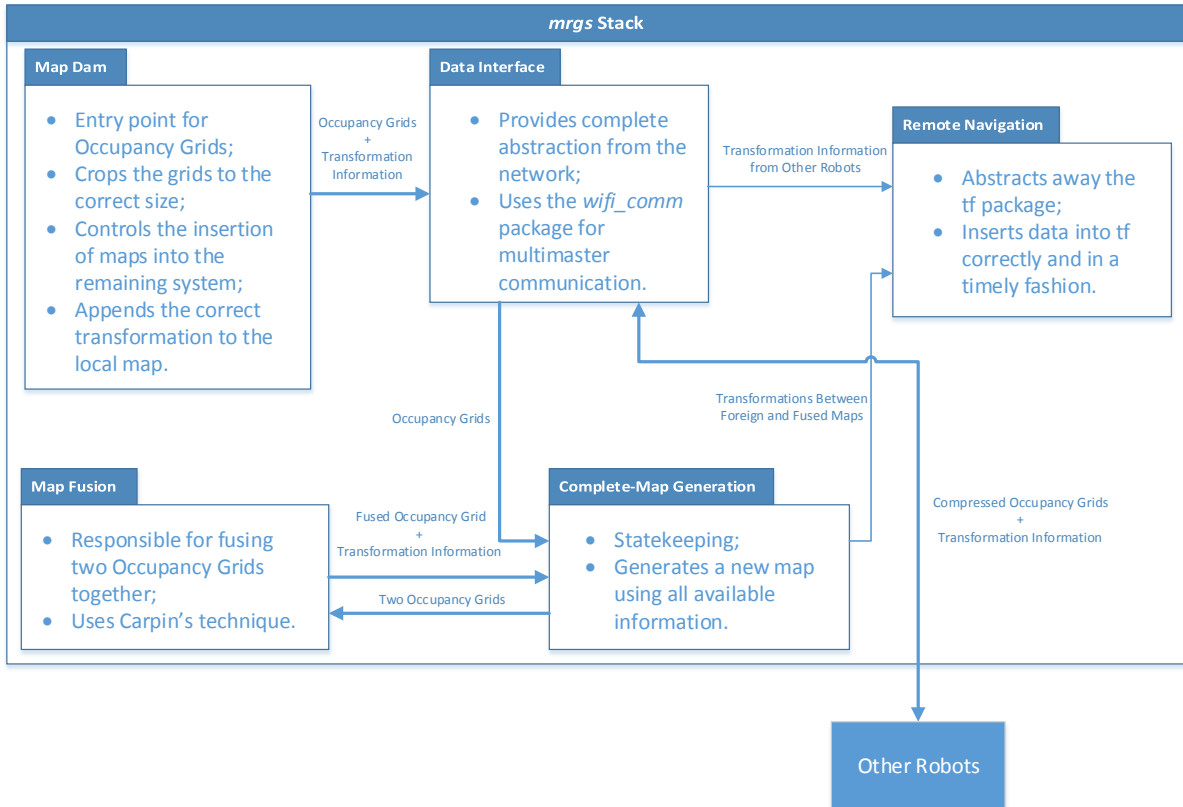 mrgs Stack
Map Dam
• Entry point for
Occupancy Grids;
• Crops the grids to the
correct size;
• Controls the insertion
of maps into the
remaining system;
• Appends the correct
transformation to the
local map.
Occupancy Grids
+
Transformation
Information
Data Interface
• Provides complete
abstraction from the
network;
• Uses the wifi_comm
package for
multimaster
communication.
Transformation Information
from Other Robots
Remote Navigation
• Abstracts away the
tf package;
• Inserts data into tf
correctly and in a
timely fashion.
Occupancy Grids
Transformations Between
Foreign and Fused Maps
Map Fusion
• Responsible for fusing
two Occupancy Grids
together;
• Uses Carpin's technique.
Fused Occupancy Grid
+
Transformation Information
Two Occupancy Grids
Complete-Map Generation
• Statekeeping;
• Generates a new map
using all available
information.
Compressed Occupancy Grids
+
Transformation Information
Other Robots